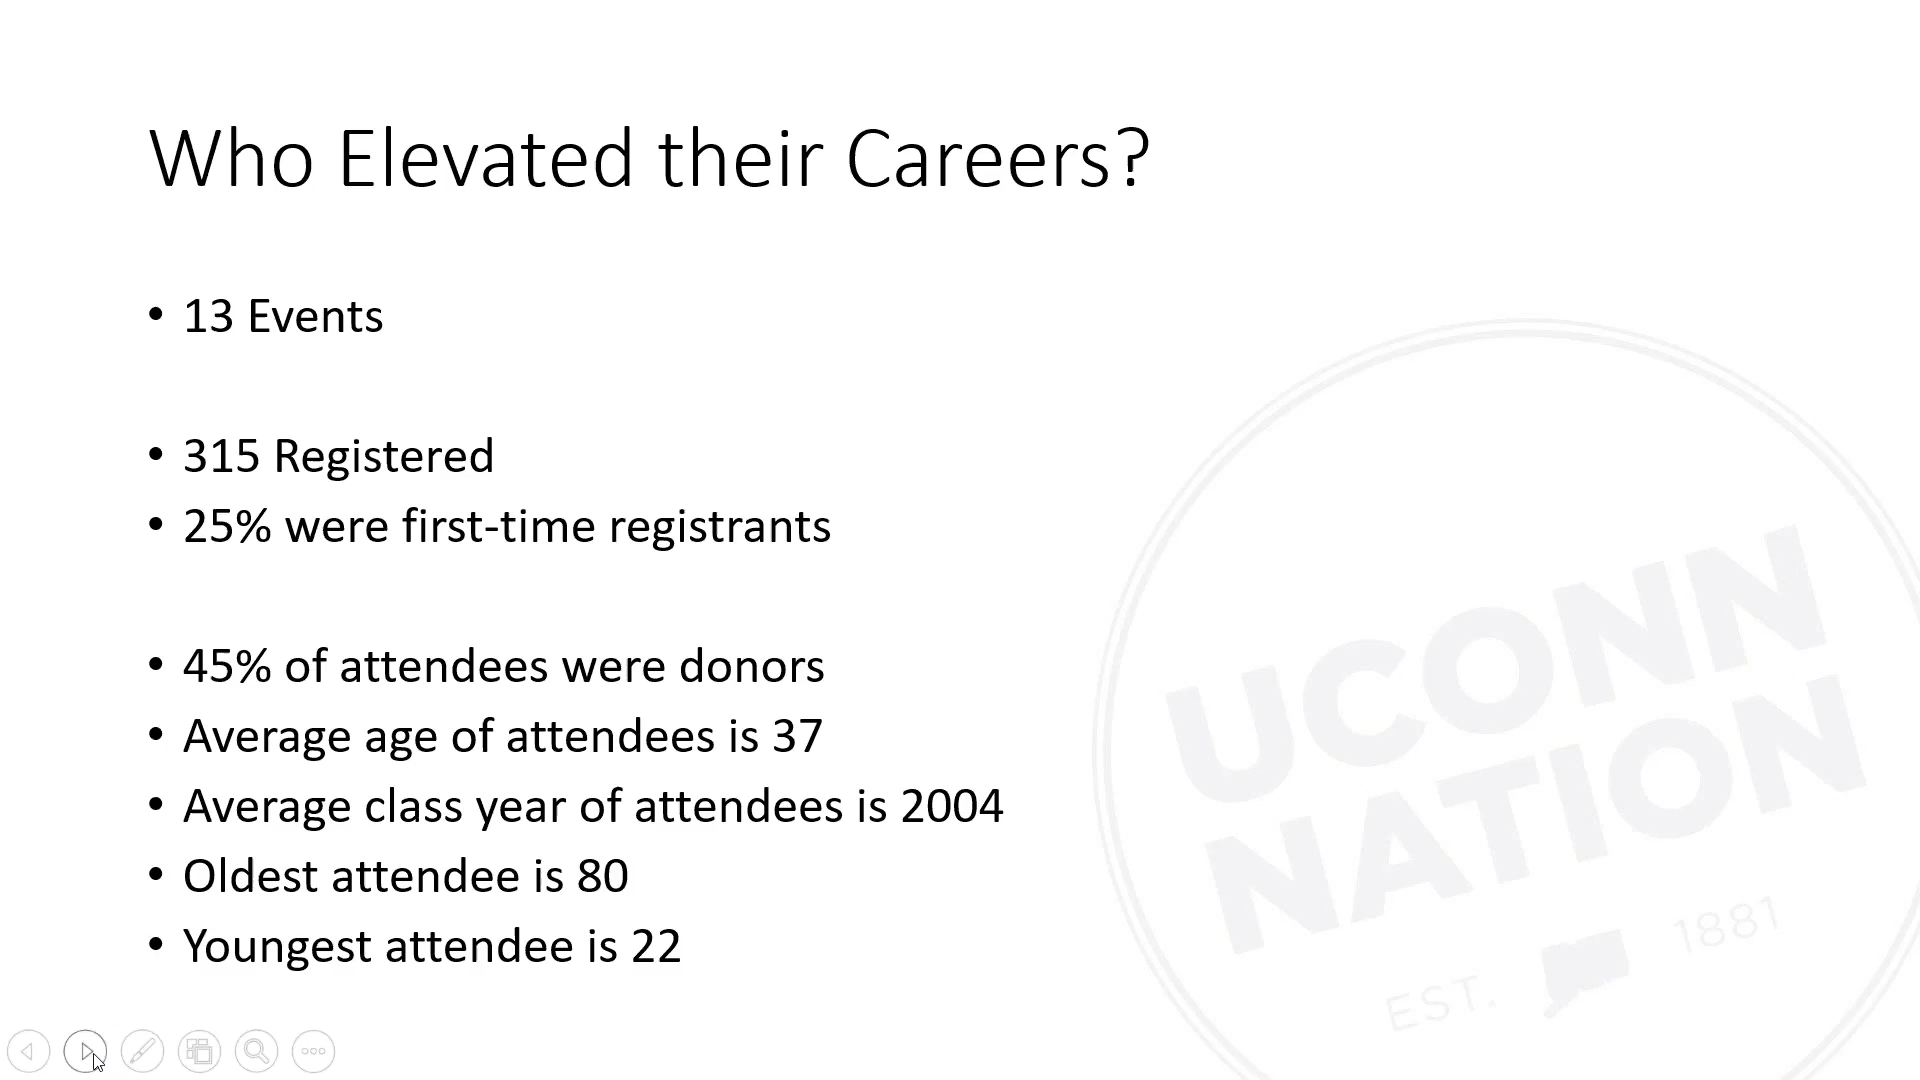 Who Elevated their Careers?
• 13 Events
• 315 Registered
• 25% were first-time registrants
• 45% of attendees were donors
• Average age of attendees is 37
• Average class year of attendees is 2004
• Oldest attendee is 80
• Youngest attendee is 22
UCONN
NATION
EST. 1881